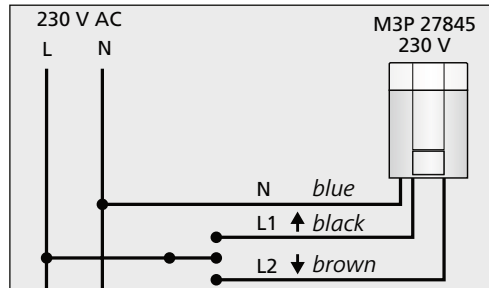 230 V AC
L N
M3P 27845
230 V
N blue
L1 ↑ black
L2 ↓ brown